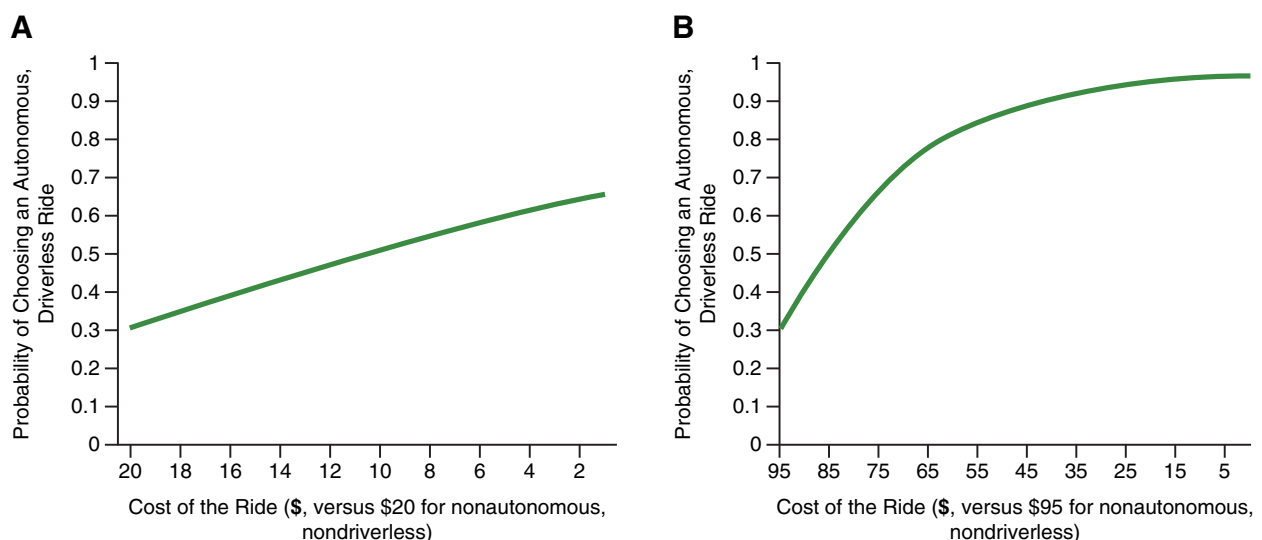 A
Probability of Choosing an Autonomous,
Driverless Ride
1
0.9
0.8
0.7
0.6
0.5
0.4
0.3
0.2
0.1
0
20 18 16 14 12 10 8 6 4 2
Cost of the Ride ($, versus $20 for nonautonomous,
nondriverless)
B
Probability of Choosing an Autonomous,
Driverless Ride
1
0.9
0.8
0.7
0.6
0.5
0.4
0.3
0.2
0.1
0
95 85 75 65 55 45 35 25 15 5
Cost of the Ride ($, versus $95 for nonautonomous,
nondriverless)